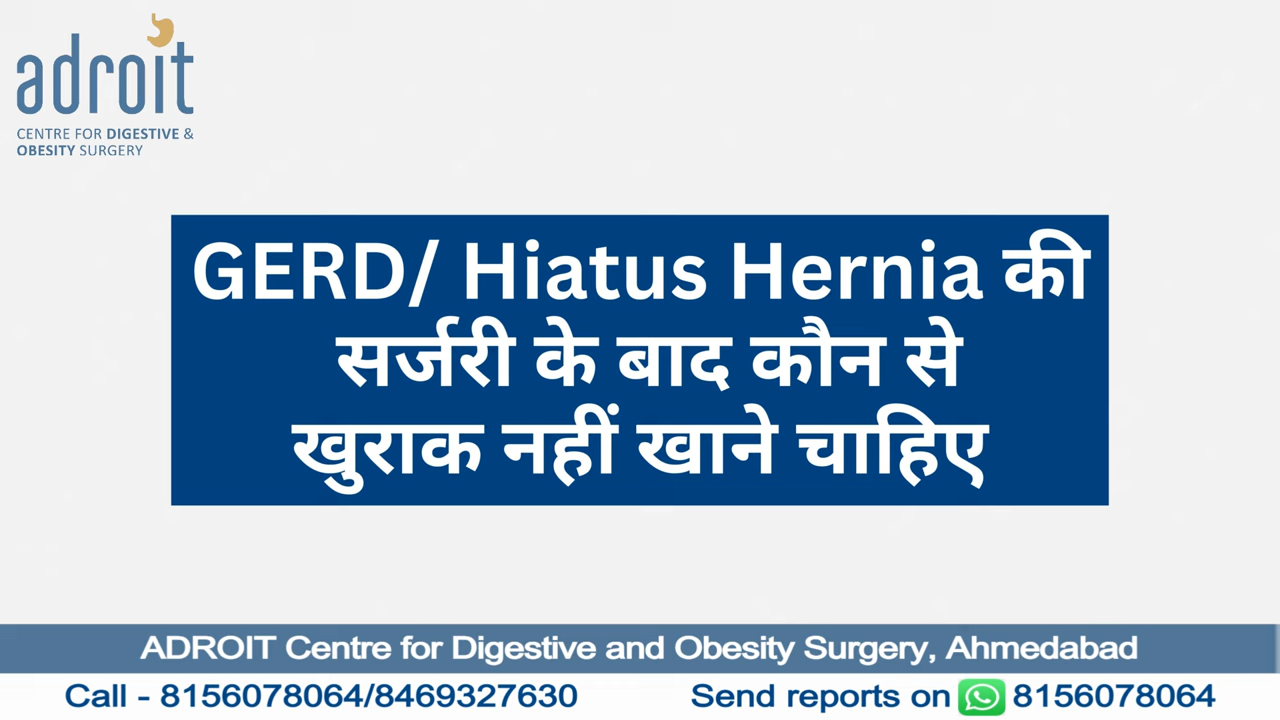 adroit
CENTRE FOR DIGESTIVE &
OBESITY SURGERY
GERD/ Hiatus Hernia की
सर्जरी के बाद कौन से
खुराक नहीं खाने चाहिए
ADROIT Centre for Digestive and Obesity Surgery, Ahmedabad
Call - 8156078064/8469327630 Send reports on 8156078064